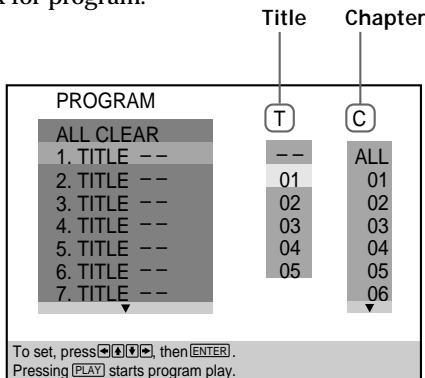 k for program.
Title Chapter
PROGRAM
T C
ALL CLEAR
1. TITLE – –
2. TITLE – –
3. TITLE – –
4. TITLE – –
5. TITLE – –
6. TITLE – –
7. TITLE – –
– –
01
02
03
04
05
ALL
01
02
03
04
05
06
To set, press ←↑↓→, then ENTER.
Pressing PLAY starts program play.